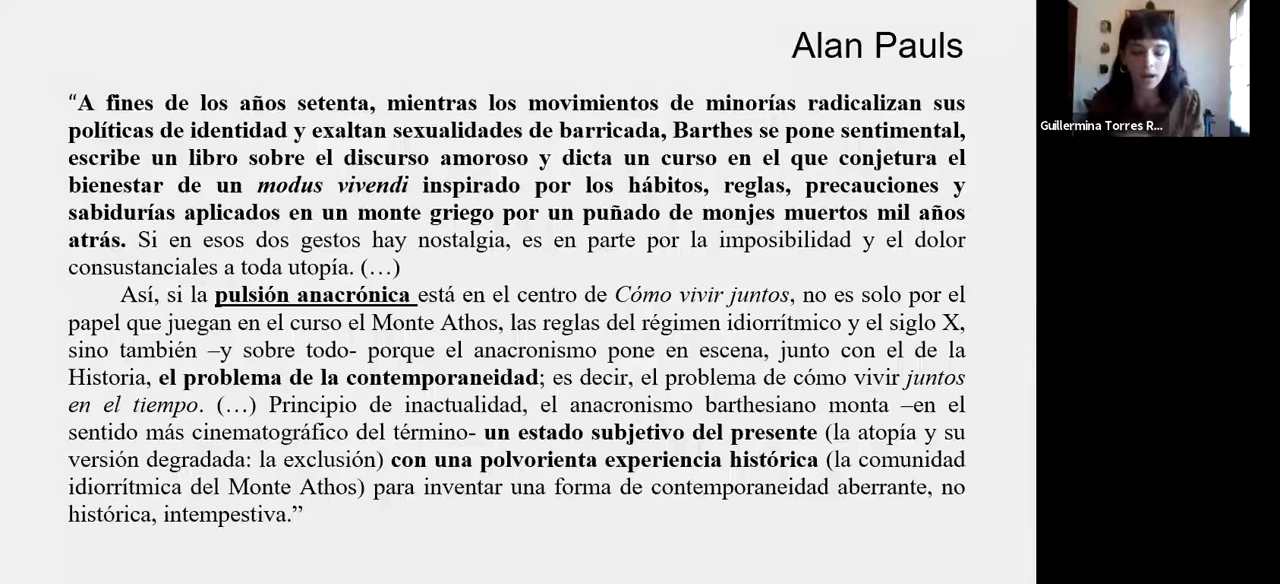 Alan Pauls
“A fines de los años setenta, mientras los movimientos de minorías radicalizan sus
políticas de identidad y exaltan sexualidades de barricada, Barthes se pone sentimental,
escribe un libro sobre el discurso amoroso y dicta un curso en el que conjetura el
bienestar de un modus vivendi inspirado por los hábitos, reglas, precauciones y
sabidurías aplicados en un monte griego por un puñado de monjes muertos mil años
atrás. Si en esos dos gestos hay nostalgia, es en parte por la imposibilidad y el dolor
consustanciales a toda utopía. (…)
Así, si la pulsión anacrónica está en el centro de Cómo vivir juntos, no es solo por el
papel que juegan en el curso el Monte Athos, las reglas del régimen idiorrítmico y el siglo X,
sino también –y sobre todo- porque el anacronismo pone en escena, junto con el de la
Historia, el problema de la contemporaneidad; es decir, el problema de cómo vivir juntos
en el tiempo. (…) Principio de inactualidad, el anacronismo barthesiano monta –en el
sentido más cinematográfico del término- un estado subjetivo del presente (la atopía y su
versión degradada: la exclusión) con una polvorienta experiencia histórica (la comunidad
idiorrítmica del Monte Athos) para inventar una forma de contemporaneidad aberrante, no
histórica, intempestiva.”
Guillermina Torres R...